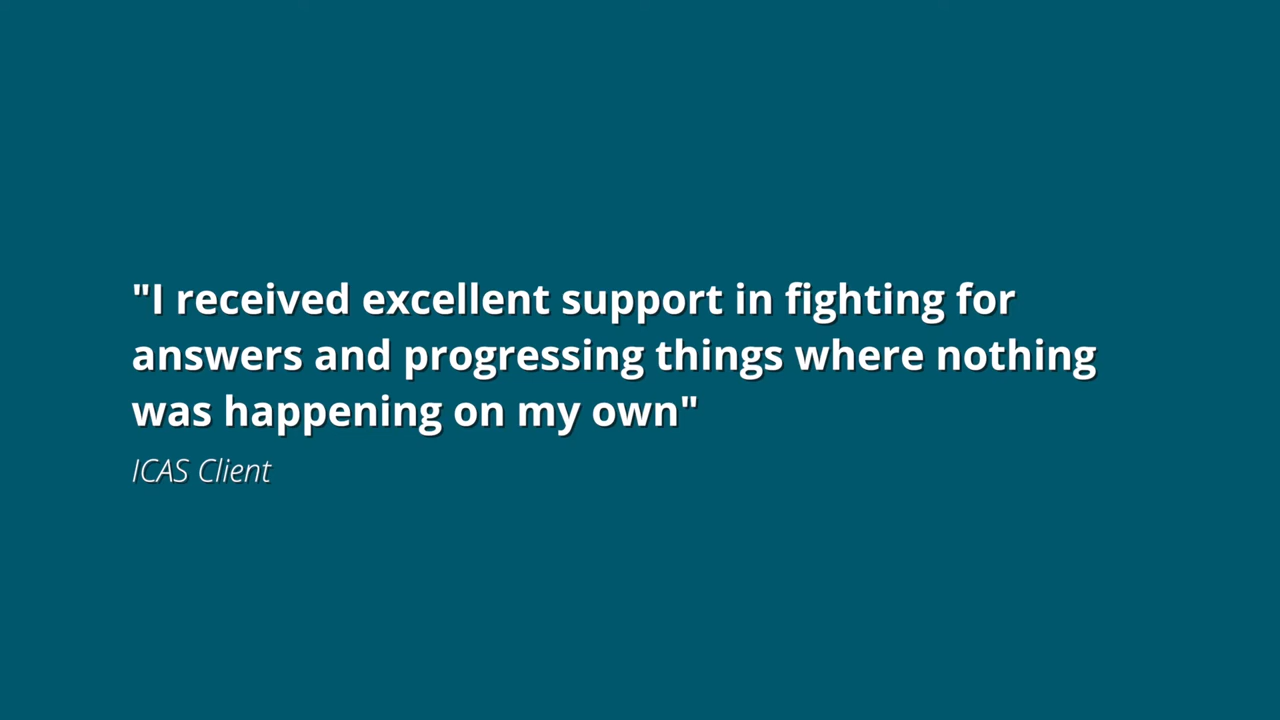 "I received excellent support in fighting for
answers and progressing things where nothing
was happening on my own"
ICAS Client